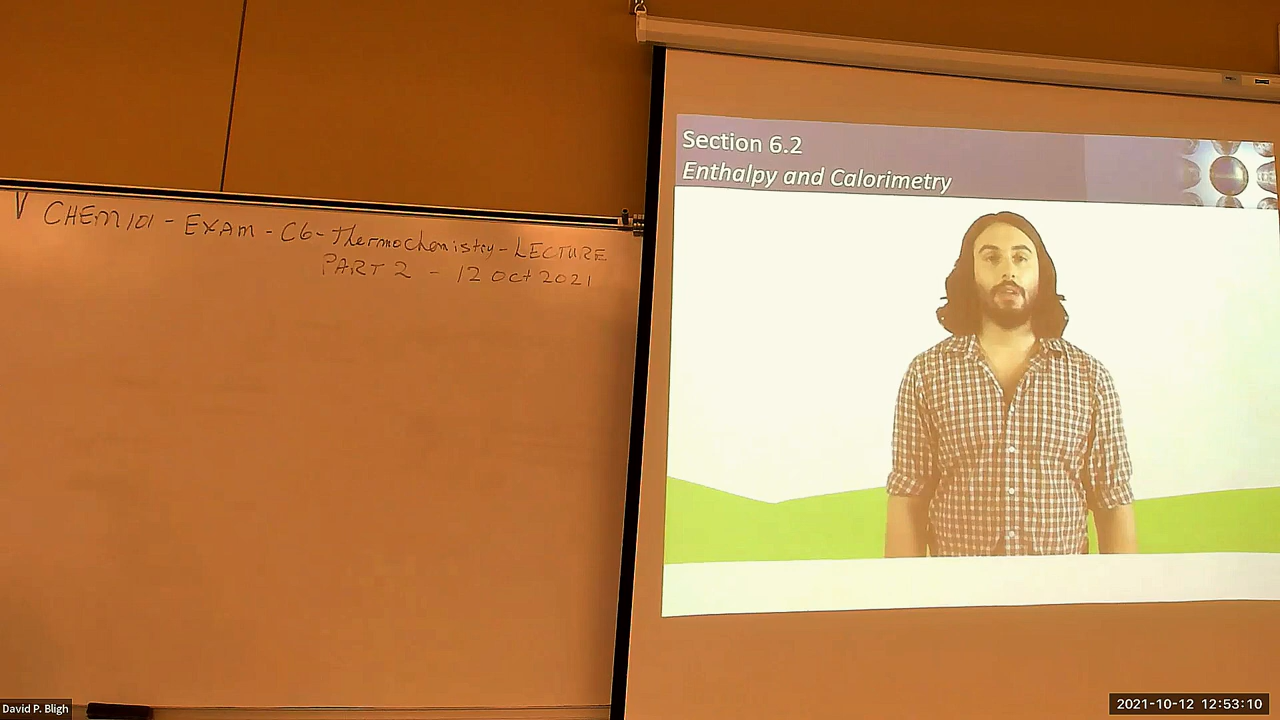 V CHEM 101 - EXAM - C6 - Thermochemistry - LECTURE
PART 2 - 12 Oct 2021
Section 6.2
Enthalpy and Calorimetry
David P. Bligh
2021-10-12 12:53:10